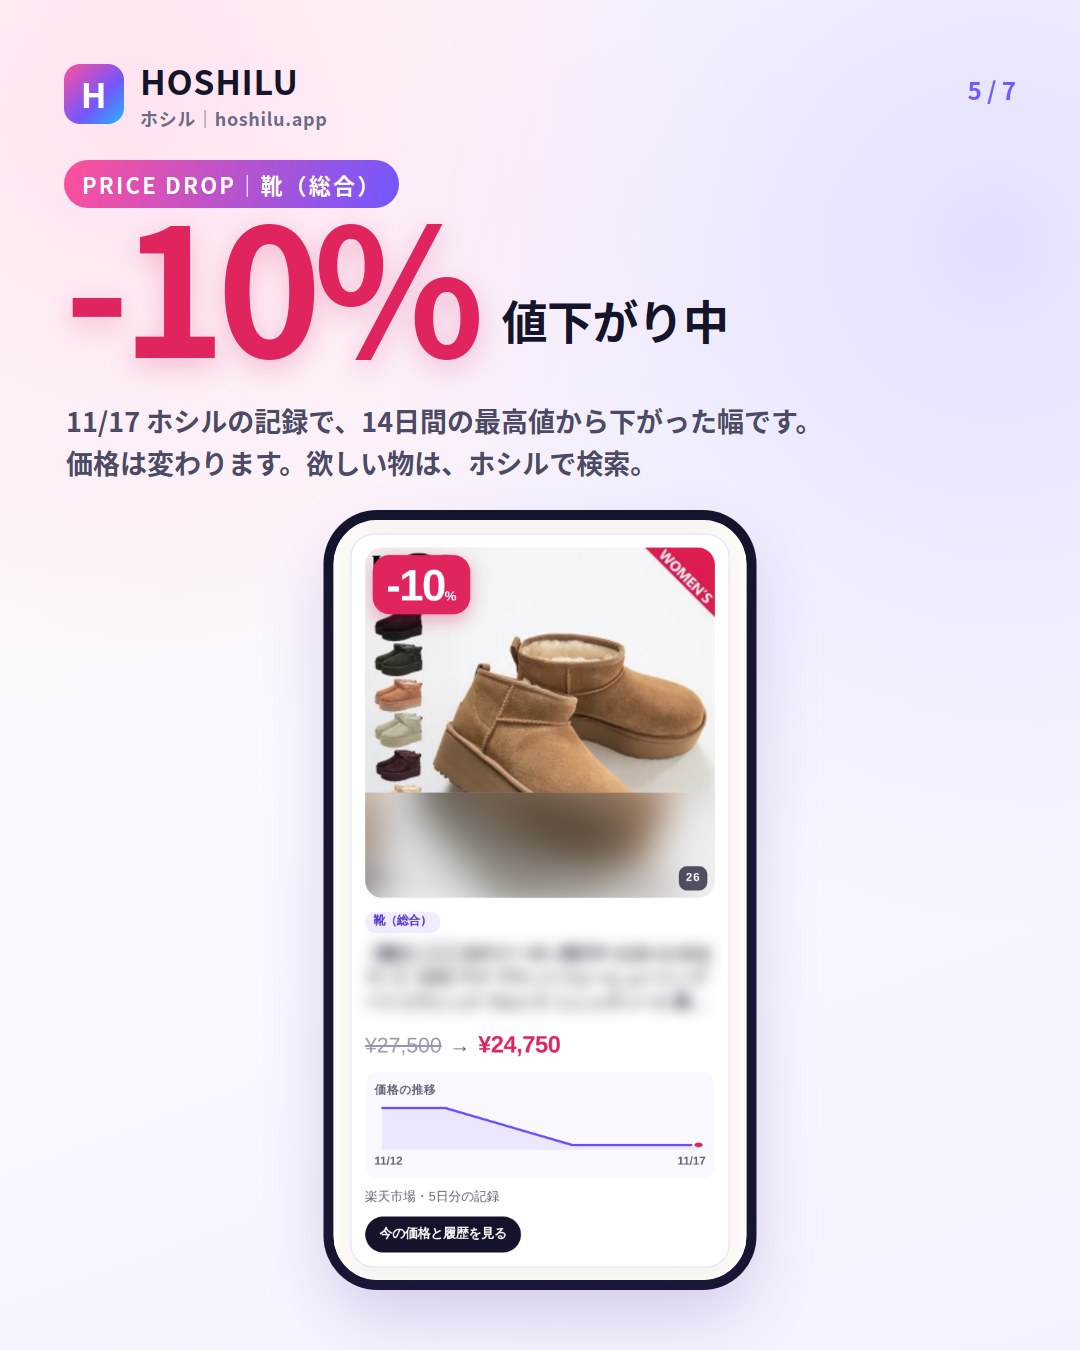 H
HOSHILU
ホシル｜hoshilu.app
5 / 7
PRICE DROP｜靴（総合）
-10% 値下がり中
11/17 ホシルの記録で、14日間の最高値から下がった幅です。
価格は変わります。欲しい物は、ホシルで検索。
-10%
WOMEN'S
26
靴（総合）
¥27,500 → ¥24,750
価格の推移
11/12
11/17
楽天市場・5日分の記録
今の価格と履歴を見る